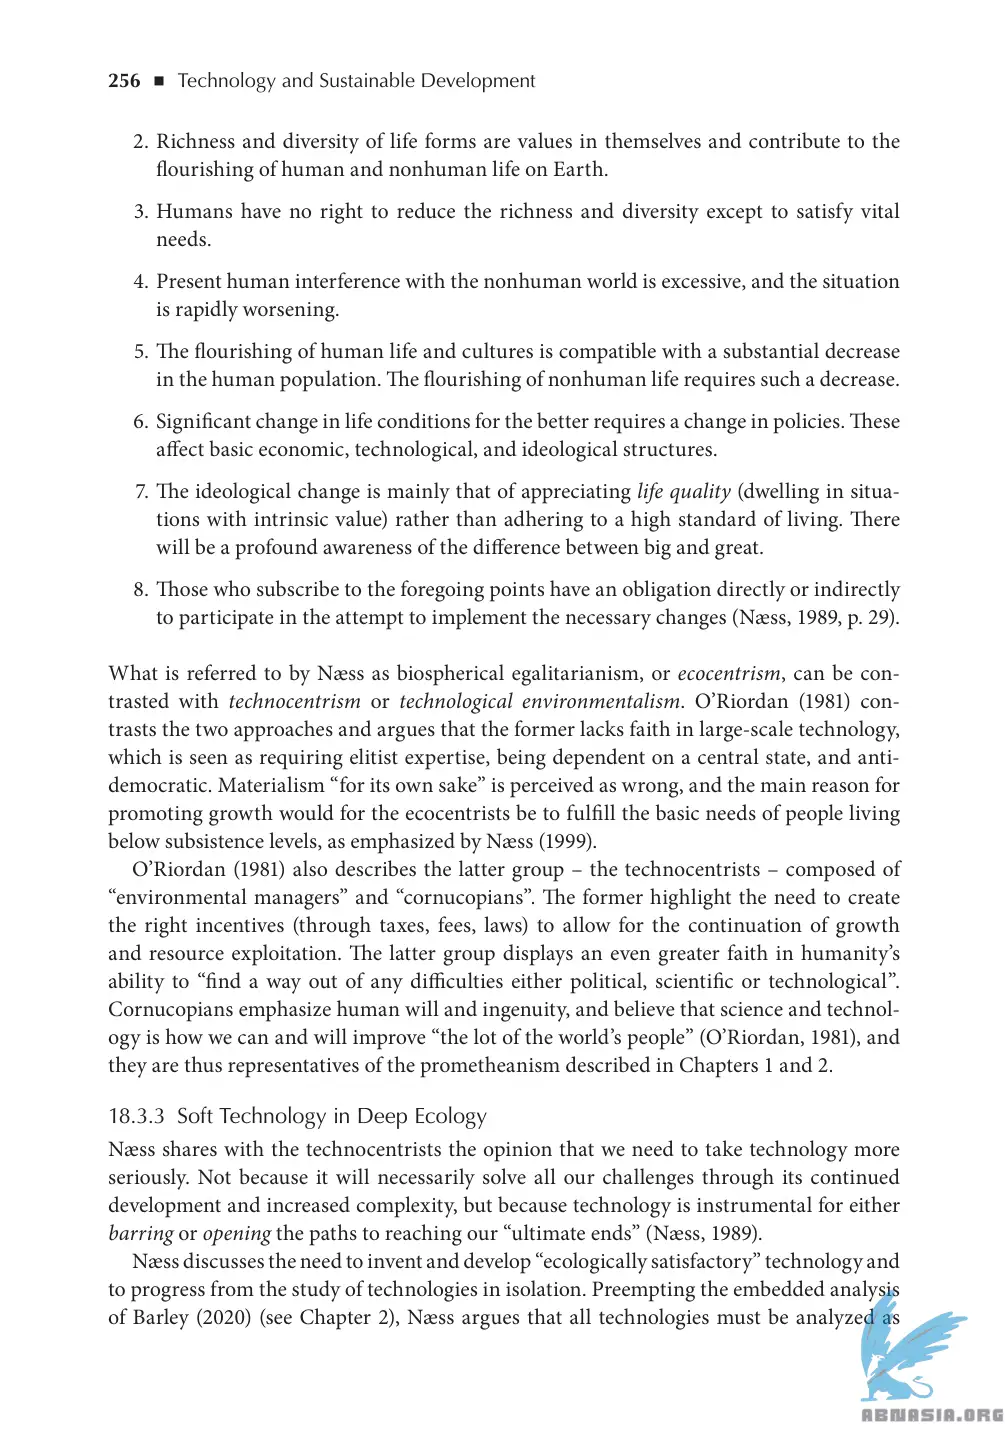 256 ■ Technology and Sustainable Development
2. Richness and diversity of life forms are values in themselves and contribute to the
flourishing of human and nonhuman life on Earth.
3. Humans have no right to reduce the richness and diversity except to satisfy vital
needs.
4. Present human interference with the nonhuman world is excessive, and the situation
is rapidly worsening.
5. The flourishing of human life and cultures is compatible with a substantial decrease
in the human population. The flourishing of nonhuman life requires such a decrease.
6. Significant change in life conditions for the better requires a change in policies. These
affect basic economic, technological, and ideological structures.
7. The ideological change is mainly that of appreciating life quality (dwelling in situa-
tions with intrinsic value) rather than adhering to a high standard of living. There
will be a profound awareness of the difference between big and great.
8. Those who subscribe to the foregoing points have an obligation directly or indirectly
to participate in the attempt to implement the necessary changes (Næss, 1989, p. 29).
What is referred to by Næss as biospherical egalitarianism, or ecocentrism, can be con-
trasted with technocentrism or technological environmentalism. O’Riordan (1981) con-
trasts the two approaches and argues that the former lacks faith in large-scale technology,
which is seen as requiring elitist expertise, being dependent on a central state, and anti-
democratic. Materialism “for its own sake” is perceived as wrong, and the main reason for
promoting growth would for the ecocentrists be to fulfill the basic needs of people living
below subsistence levels, as emphasized by Næss (1999).
O’Riordan (1981) also describes the latter group – the technocentrists – composed of
“environmental managers” and “cornucopians”. The former highlight the need to create
the right incentives (through taxes, fees, laws) to allow for the continuation of growth
and resource exploitation. The latter group displays an even greater faith in humanity’s
ability to “find a way out of any difficulties either political, scientific or technological”.
Cornucopians emphasize human will and ingenuity, and believe that science and technol-
ogy is how we can and will improve “the lot of the world’s people” (O’Riordan, 1981), and
they are thus representatives of the prometheanism described in Chapters 1 and 2.
18.3.3 Soft Technology in Deep Ecology
Næss shares with the technocentrists the opinion that we need to take technology more
seriously. Not because it will necessarily solve all our challenges through its continued
development and increased complexity, but because technology is instrumental for either
barring or opening the paths to reaching our “ultimate ends” (Næss, 1989).
Næss discusses the need to invent and develop “ecologically satisfactory” technology and
to progress from the study of technologies in isolation. Preempting the embedded analysis
of Barley (2020) (see Chapter 2), Næss argues that all technologies must be analyzed as
ABNASIA.ORG